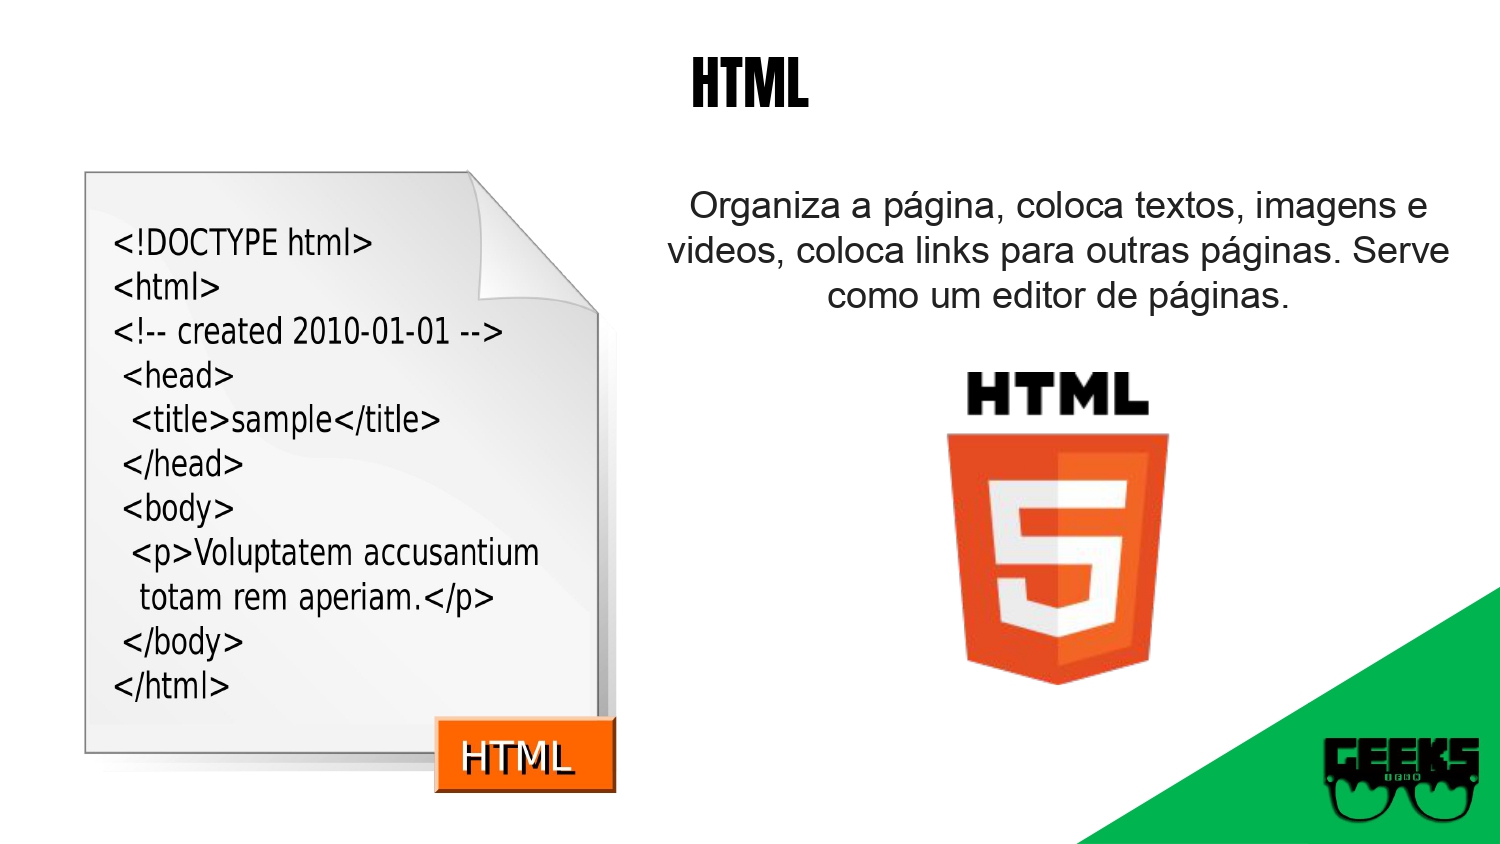 HTML
<!DOCTYPE html>
<html>
<!-- created 2010-01-01 -->
<head>
<title>sample</title>
</head>
<body>
<p>Voluptatem accusantium
totam rem aperiam.</p>
</body>
</html>
HTML
Organiza a página, coloca textos, imagens e
videos, coloca links para outras páginas. Serve
como um editor de páginas.
HTML
5
GEEKS